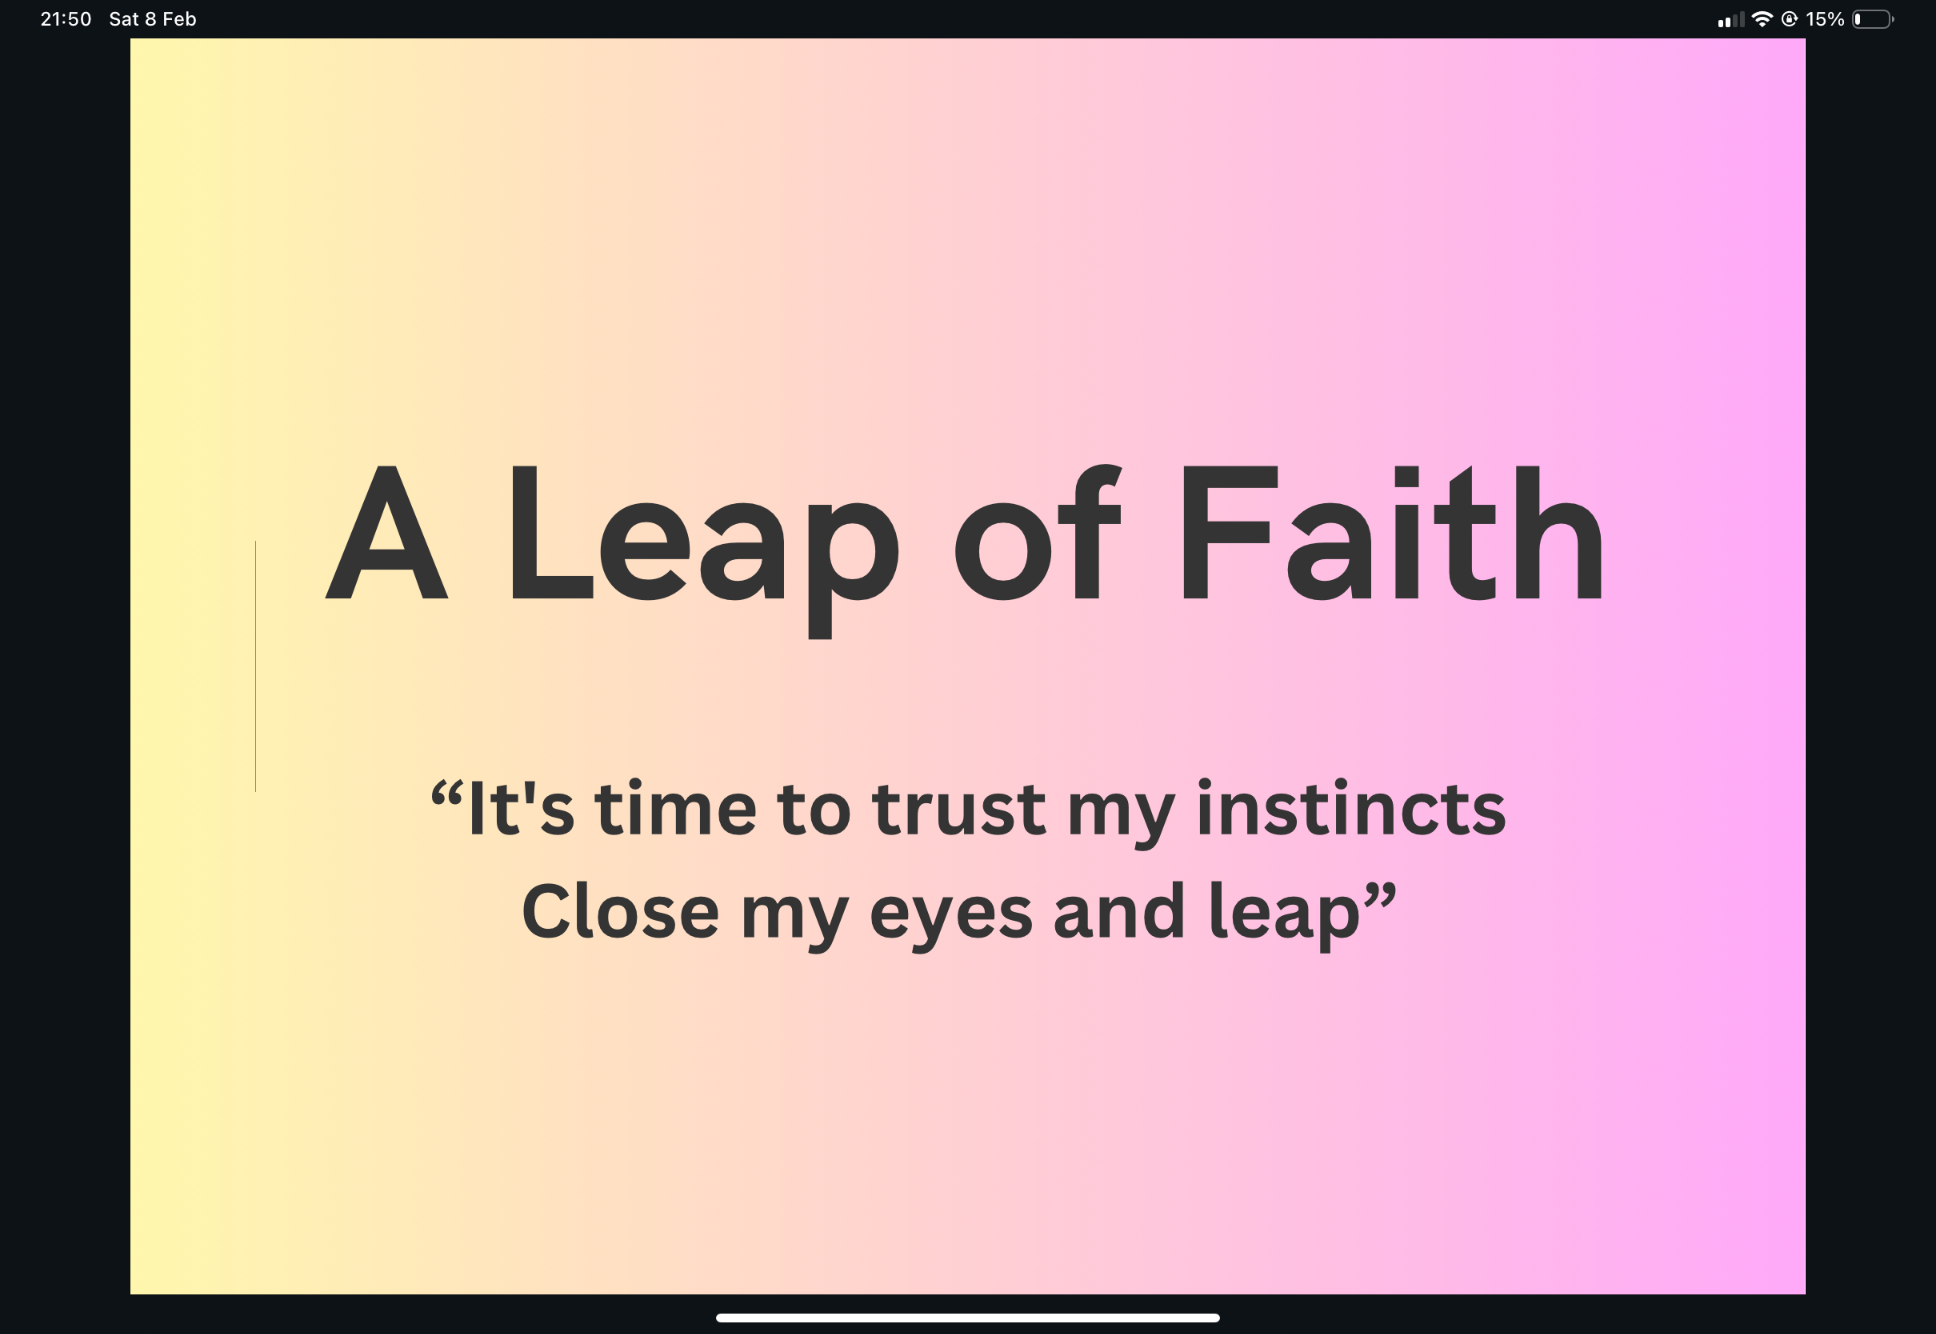 21:50 Sat 8 Feb
15%
A Leap of Faith
“It's time to trust my instincts
Close my eyes and leap”